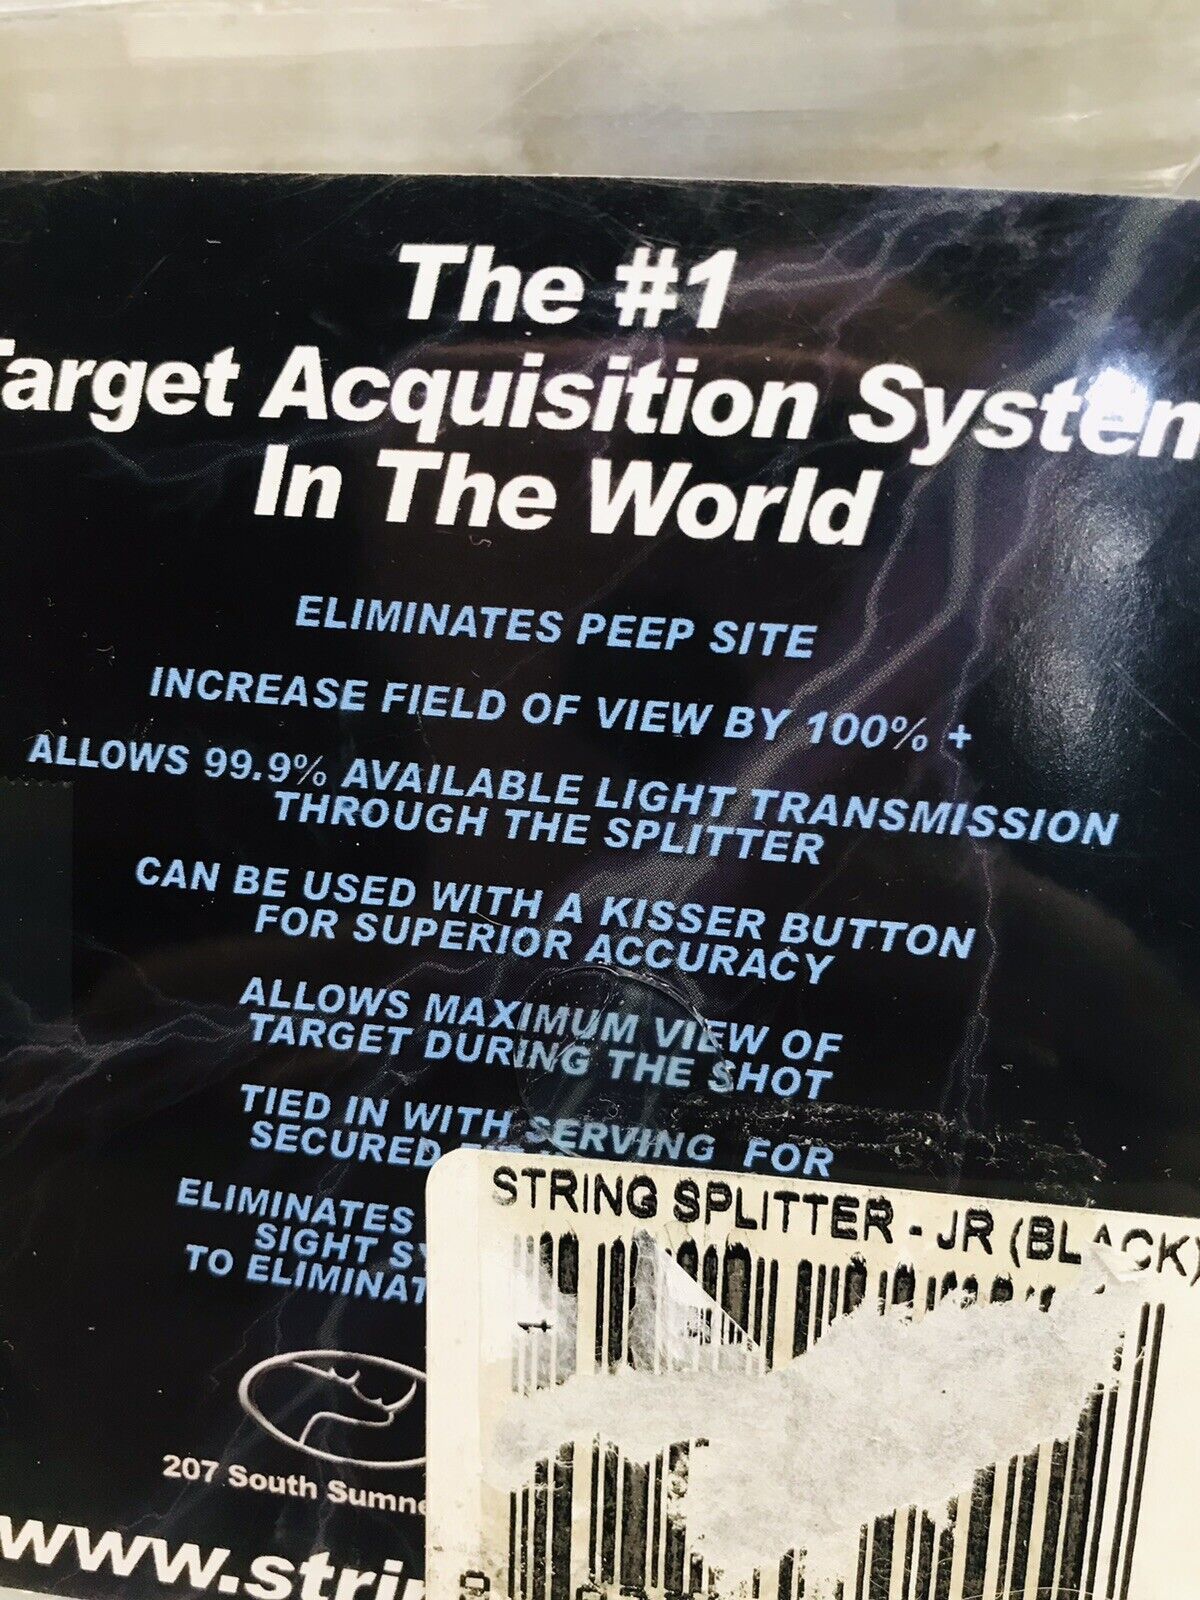 The #1
Target Acquisition System
In The World
ELIMINATES PEEP SITE
INCREASE FIELD OF VIEW BY 100% +
ALLOWS 99.9% AVAILABLE LIGHT TRANSMISSION
THROUGH THE SPLITTER
CAN BE USED WITH A KISSER BUTTON
FOR SUPERIOR ACCURACY
ALLOWS MAXIMUM VIEW OF
TARGET DURING THE SHOT
TIED IN WITH SERVING FOR
SECURED
ELIMINATES
SIGHT
TO
STRING SPLITTER - JR (BLACK)
207 South